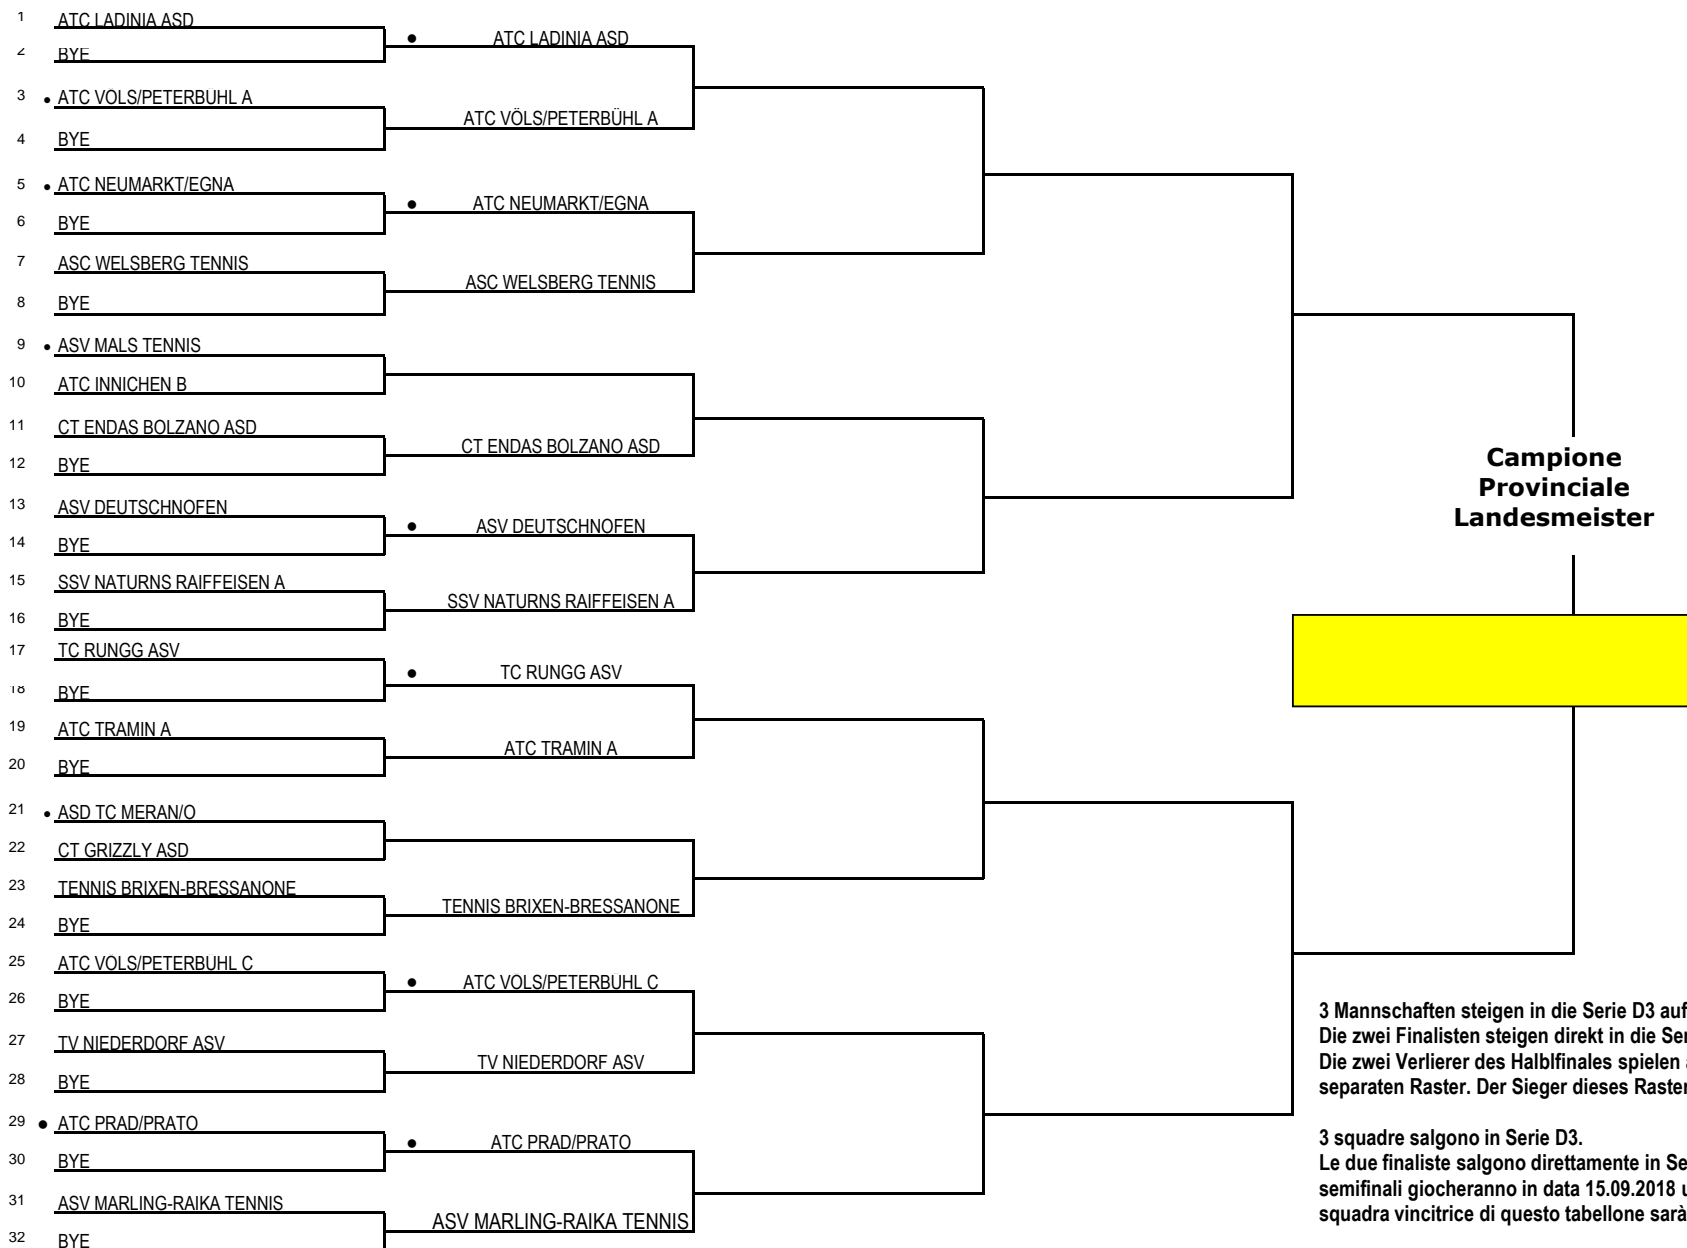 1 ATC LADINIA ASD
2 BYE
3 • ATC VOLS/PETERBUHL A
4 BYE
5 • ATC NEUMARKT/EGNA
6 BYE
7 ASC WELSBERG TENNIS
8 BYE
9 • ASV MALS TENNIS
10 ATC INNICHEN B
11 CT ENDAS BOLZANO ASD
12 BYE
13 ASV DEUTSCHNOFEN
14 BYE
15 SSV NATURNS RAIFFEISEN A
16 BYE
17 TC RUNGG ASV
18 BYE
19 ATC TRAMIN A
20 BYE
21 • ASD TC MERAN/O
22 CT GRIZZLY ASD
23 TENNIS BRIXEN-BRESSANONE
24 BYE
25 ATC VOLS/PETERBUHL C
26 BYE
27 TV NIEDERDORF ASV
28 BYE
29 • ATC PRAD/PRATO
30 BYE
31 ASV MARLING-RAIKA TENNIS
32 BYE
• ATC LADINIA ASD
ATC VÖLS/PETERBÜHL A
• ATC NEUMARKT/EGNA
ASC WELSBERG TENNIS
CT ENDAS BOLZANO ASD
• ASV DEUTSCHNOFEN
SSV NATURNS RAIFFEISEN A
• TC RUNGG ASV
ATC TRAMIN A
TENNIS BRIXEN-BRESSANONE
• ATC VOLS/PETERBUHL C
TV NIEDERDORF ASV
• ATC PRAD/PRATO
ASV MARLING-RAIKA TENNIS
Campione
Provinciale
Landesmeister
3 Mannschaften steigen in die Serie D3 auf
Die zwei Finalisten steigen direkt in die Ser
Die zwei Verlierer des Halblfinales spielen
separaten Raster. Der Sieger dieses Raster
3 squadre salgono in Serie D3.
Le due finaliste salgono direttamente in Se
semifinali giocheranno in data 15.09.2018 u
squadra vincitrice di questo tabellone sarà